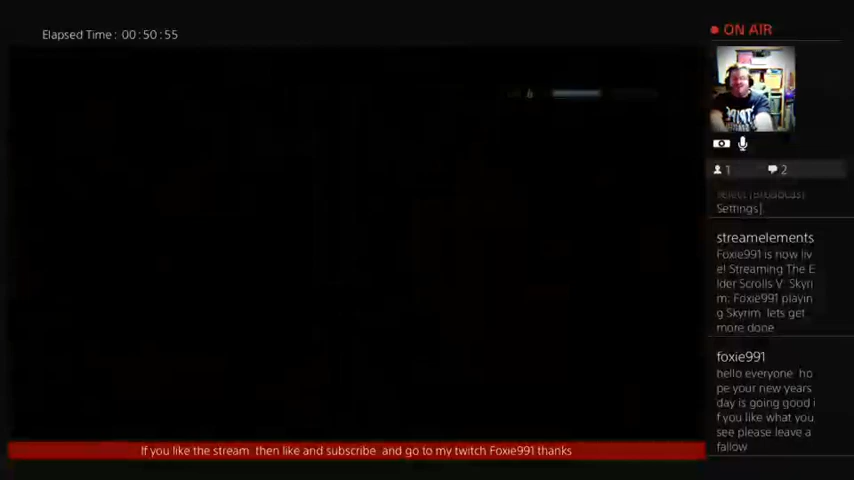 Elapsed Time : 00:50:55
ON AIR
1
2
select [Broadcast
Settings].
streamelements
Foxie991 is now liv
e! Streaming The E
lder Scrolls V: Skyri
m: Foxie991 playin
g Skyrim lets get
more done
foxie991
hello everyone ho
pe your new years
day is going good i
f you like what you
see please leave a
fallow
If you like the stream then like and subscribe and go to my twitch Foxie991 thanks
6